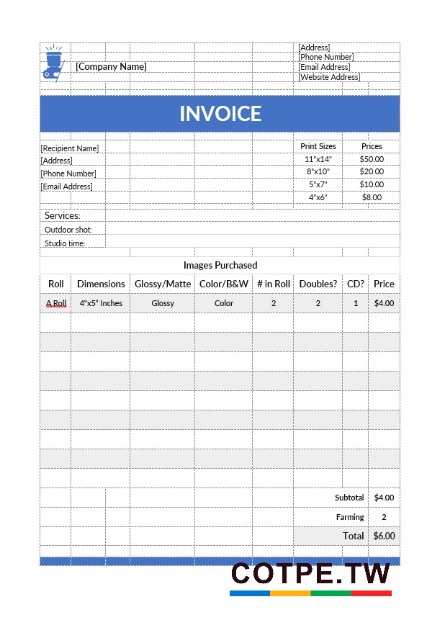 [Address]
[Phone Number]
[Company Name]
[Email Address]
Website Address]
INVOICE
[Recipient Name]
Print Sizes Prices
[Address]
11"x14" $50.00
[Phone Number]
8"x10" $20.00
[Email Address]
5"x7" $10.00
4"x6" $8.00
Services:
Outdoor shot:
Studio time:
Images Purchased
Roll Dimensions Glossy/Matte Color/B&W # in Roll Doubles? CD? Price
A Roll 4"x5" Inches Glossy Color 2 2 1 $4.00
Subtotal $4.00
Farming 2
Total $6.00
COTPE.TW